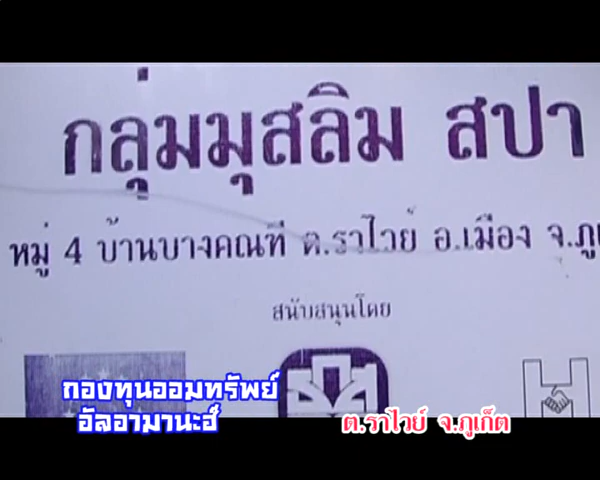 กลุ่มมุสลิม สปา
หมู่ 4 บ้านบางคณฑี ต.ราไวย์ อ.เมือง จ.ภู
สนับสนุนโดย
กองทุนออมทรัพย์
อัลอามานะฮ์
ต.ราไวย์ จ.ภูเก็ต